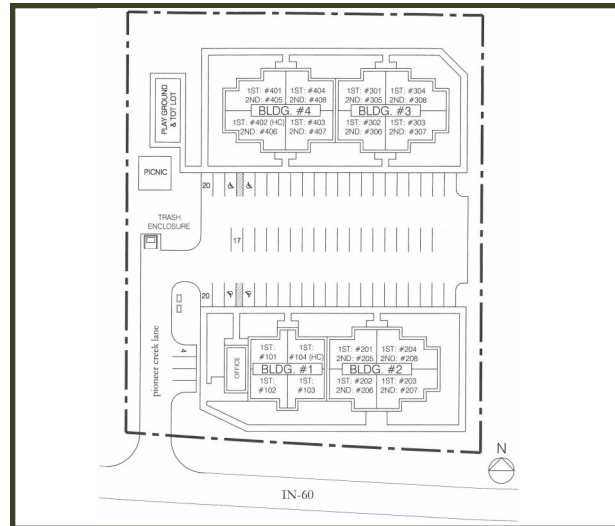 PLAY GROUND
& TOT LOT
1ST: #401
2ND: #405
1ST: #404
2ND: #408
BLDG. #4
1ST: #402 (HC)
2ND: #406
1ST: #403
2ND: #407
1ST: #301
2ND: #305
1ST: #304
2ND: #308
BLDG. #3
1ST: #302
2ND: #306
1ST: #303
2ND: #307
PICNIC
20
TRASH
ENCLOSURE
17
20
pioneer creek lane
4
OFFICE
1ST:
#101
1ST:
#104 (HC)
BLDG. #1
1ST:
#102
1ST:
#103
1ST: #201
2ND: #205
1ST: #204
2ND: #208
BLDG. #2
1ST: #202
2ND: #206
1ST: #203
2ND: #207
N
IN-60